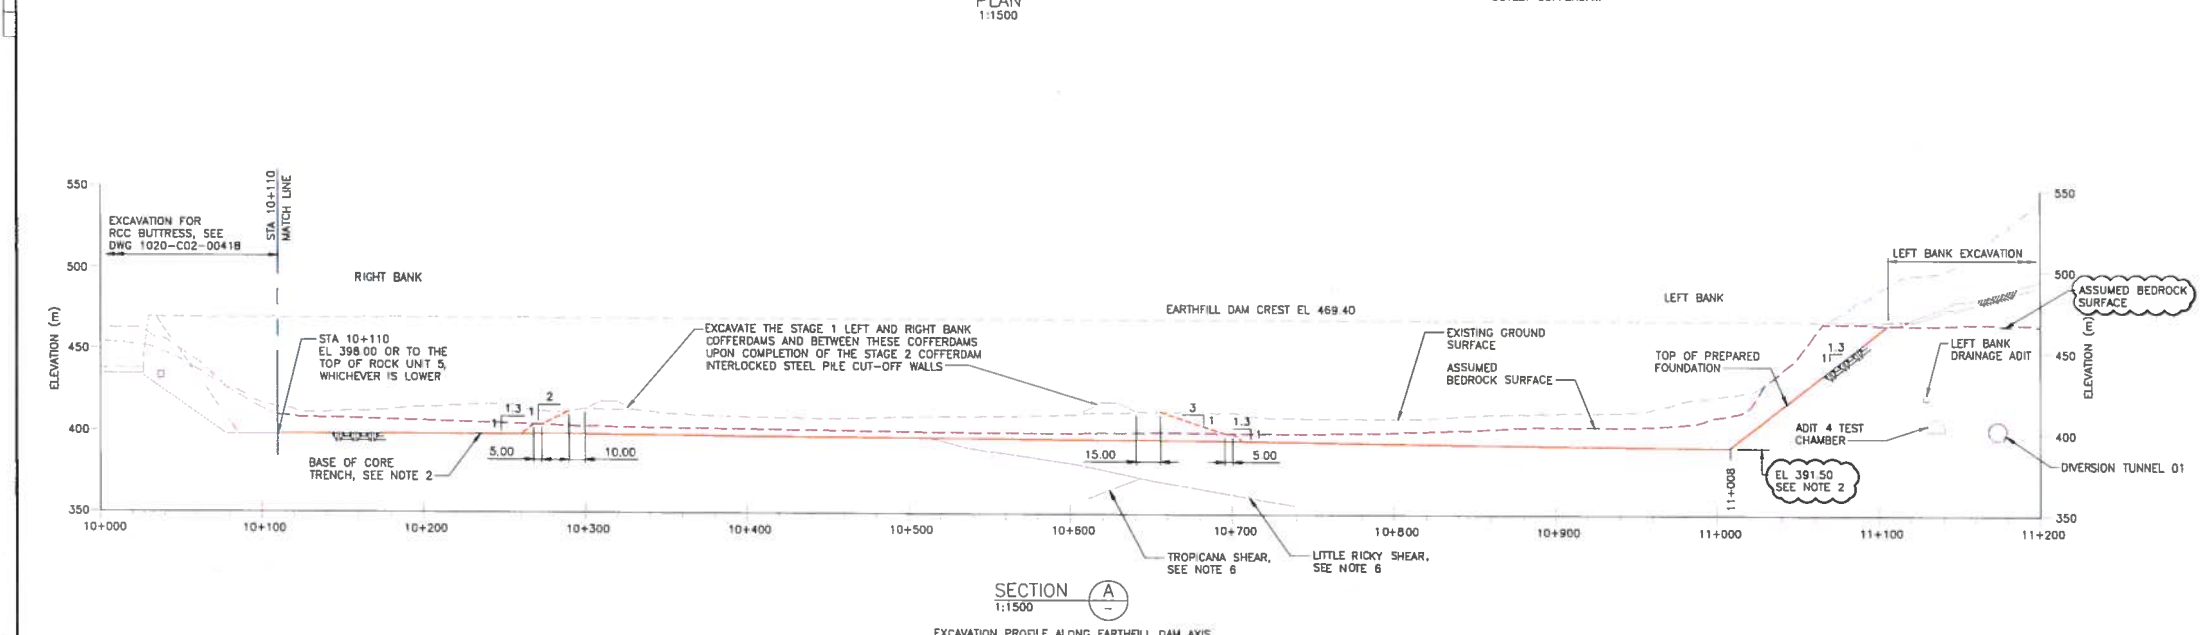 PLAN
1:1500
550
EXCAVATION FOR
RCC BUTTRESS, SEE
DWG 1020-C02-00418
STA 10+110
MATCH LINE
500
RIGHT BANK
ELEVATION (m)
450
STA 10+110
EL 398.00 OR TO THE
TOP OF ROCK UNIT 5,
WHICHEVER IS LOWER
400
350
BASE OF CORE
TRENCH, SEE NOTE 2
1.3
1
2
1
5.00
10.00
EXCAVATE THE STAGE 1 LEFT AND RIGHT BANK
COFFERDAMS AND BETWEEN THESE COFFERDAMS
UPON COMPLETION OF THE STAGE 2 COFFERDAM
INTERLOCKED STEEL PILE CUT-OFF WALLS
EARTHFILL DAM CREST EL 469.40
3
1
1.3
1
15.00
5.00
EXISTING GROUND
SURFACE
ASSUMED
BEDROCK SURFACE
LEFT BANK
TOP OF PREPARED
FOUNDATION
1.3
1
LEFT BANK EXCAVATION
550
500
ASSUMED BEDROCK
SURFACE
ELEVATION (m)
450
LEFT BANK
DRAINAGE ADIT
ADIT 4 TEST
CHAMBER
400
DIVERSION TUNNEL 01
11+008
EL 391.50
SEE NOTE 2
350
10+000
10+100
10+200
10+300
10+400
10+500
10+600
10+700
10+800
10+900
11+000
11+100
11+200
TROPICANA SHEAR,
SEE NOTE 6
LITTLE RICKY SHEAR,
SEE NOTE 6
SECTION
1:1500
A
–
EXCAVATION PROFILE ALONG EARTHFILL DAM AXIS